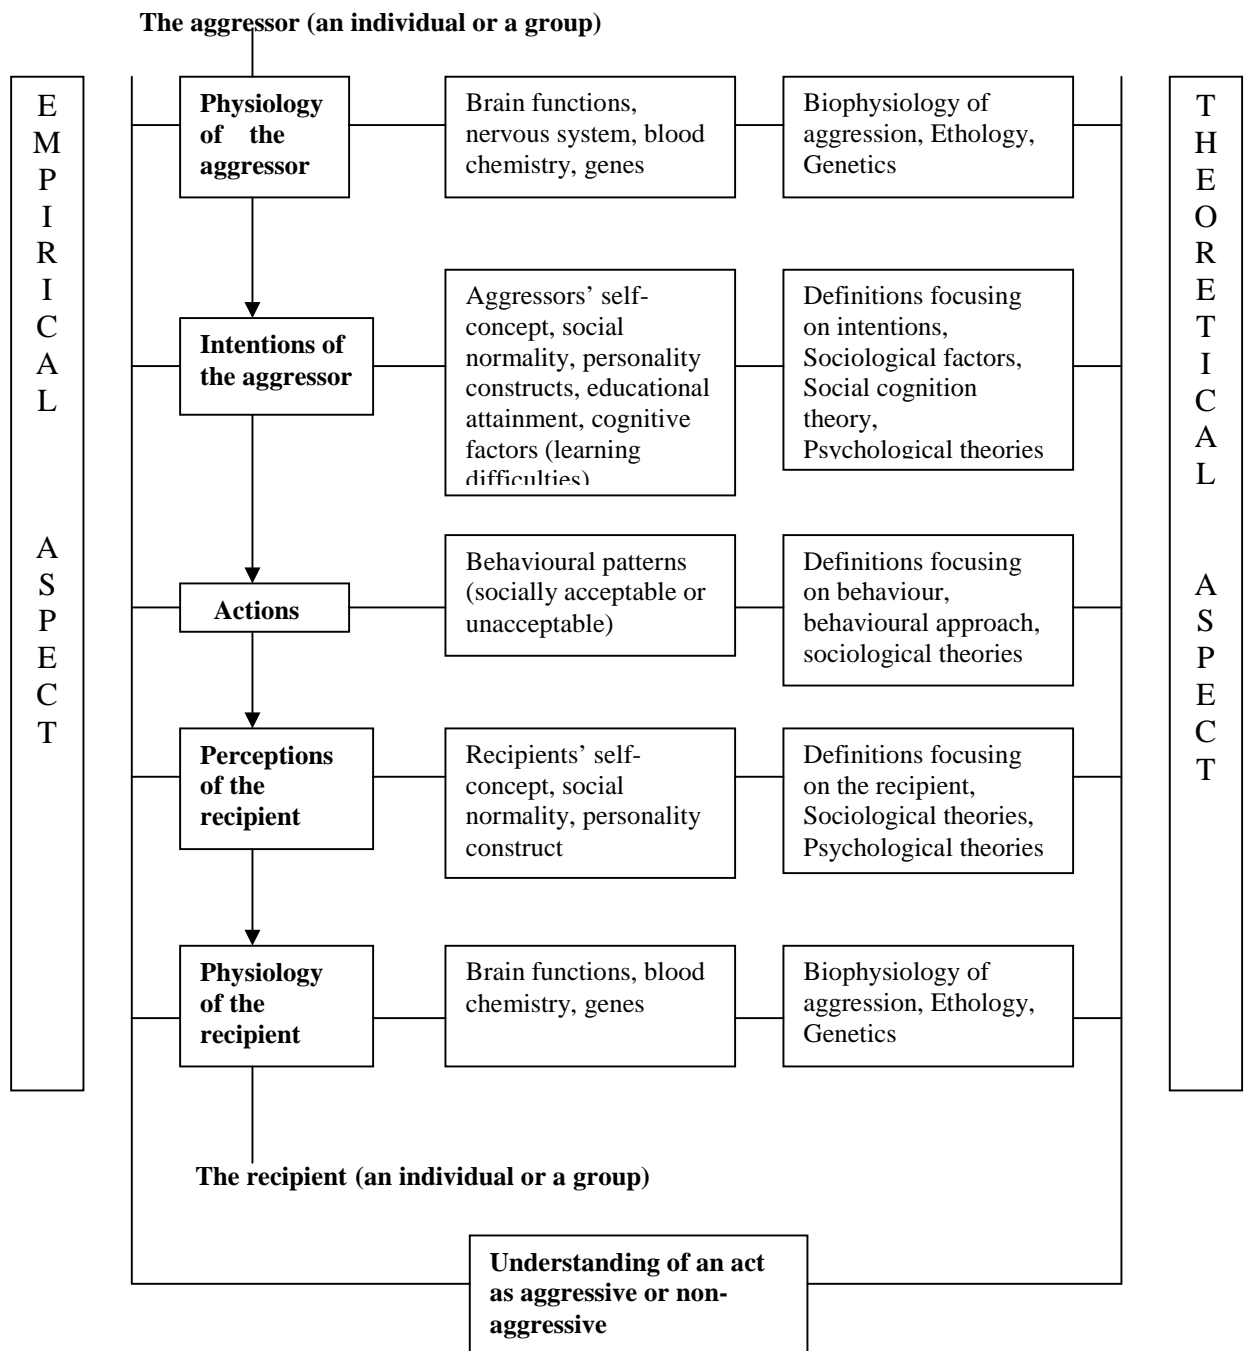 The aggressor (an individual or a group)
EMPIRICAL ASPECT
Physiology
of the
aggressor
Brain functions,
nervous system, blood
chemistry, genes
Biophysiology of
aggression, Ethology,
Genetics
THEORETICAL ASPECT
Intentions of
the aggressor
Aggressors’ self-
concept, social
normality, personality
constructs, educational
attainment, cognitive
factors (learning
difficulties)
Definitions focusing
on intentions,
Sociological factors,
Social cognition
theory,
Psychological theories
Actions
Behavioural patterns
(socially acceptable or
unacceptable)
Definitions focusing
on behaviour,
behavioural approach,
sociological theories
Perceptions
of the
recipient
Recipients’ self-
concept, social
normality, personality
construct
Definitions focusing
on the recipient,
Sociological theories,
Psychological theories
Physiology
of the
recipient
Brain functions, blood
chemistry, genes
Biophysiology of
aggression, Ethology,
Genetics
The recipient (an individual or a group)
Understanding of an act
as aggressive or non-
aggressive